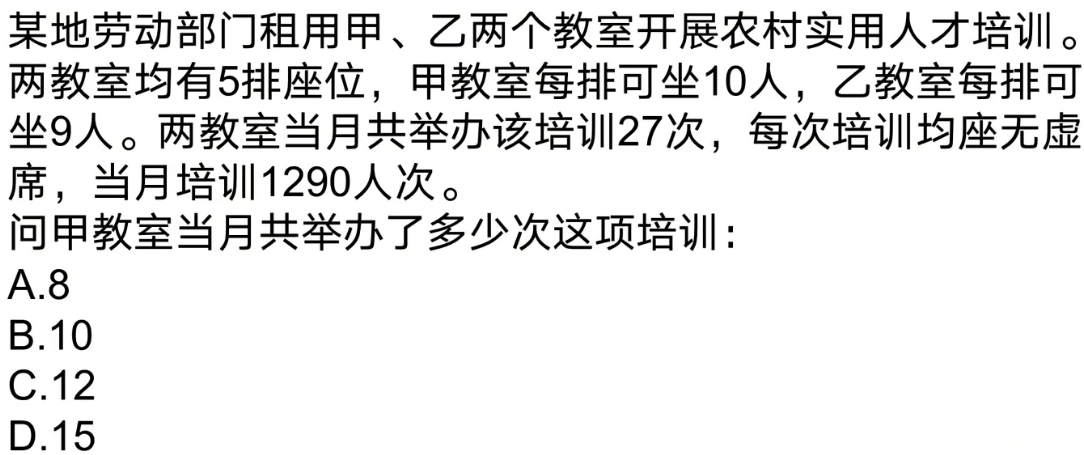 某地劳动部门租用甲、乙两个教室开展农村实用人才培训。
两教室均有5排座位，甲教室每排可坐10人，乙教室每排可
坐9人。两教室当月共举办该培训27次，每次培训均座无虚
席，当月培训1290人次。
问甲教室当月共举办了多少次这项培训：
A.8
B.10
C.12
D.15